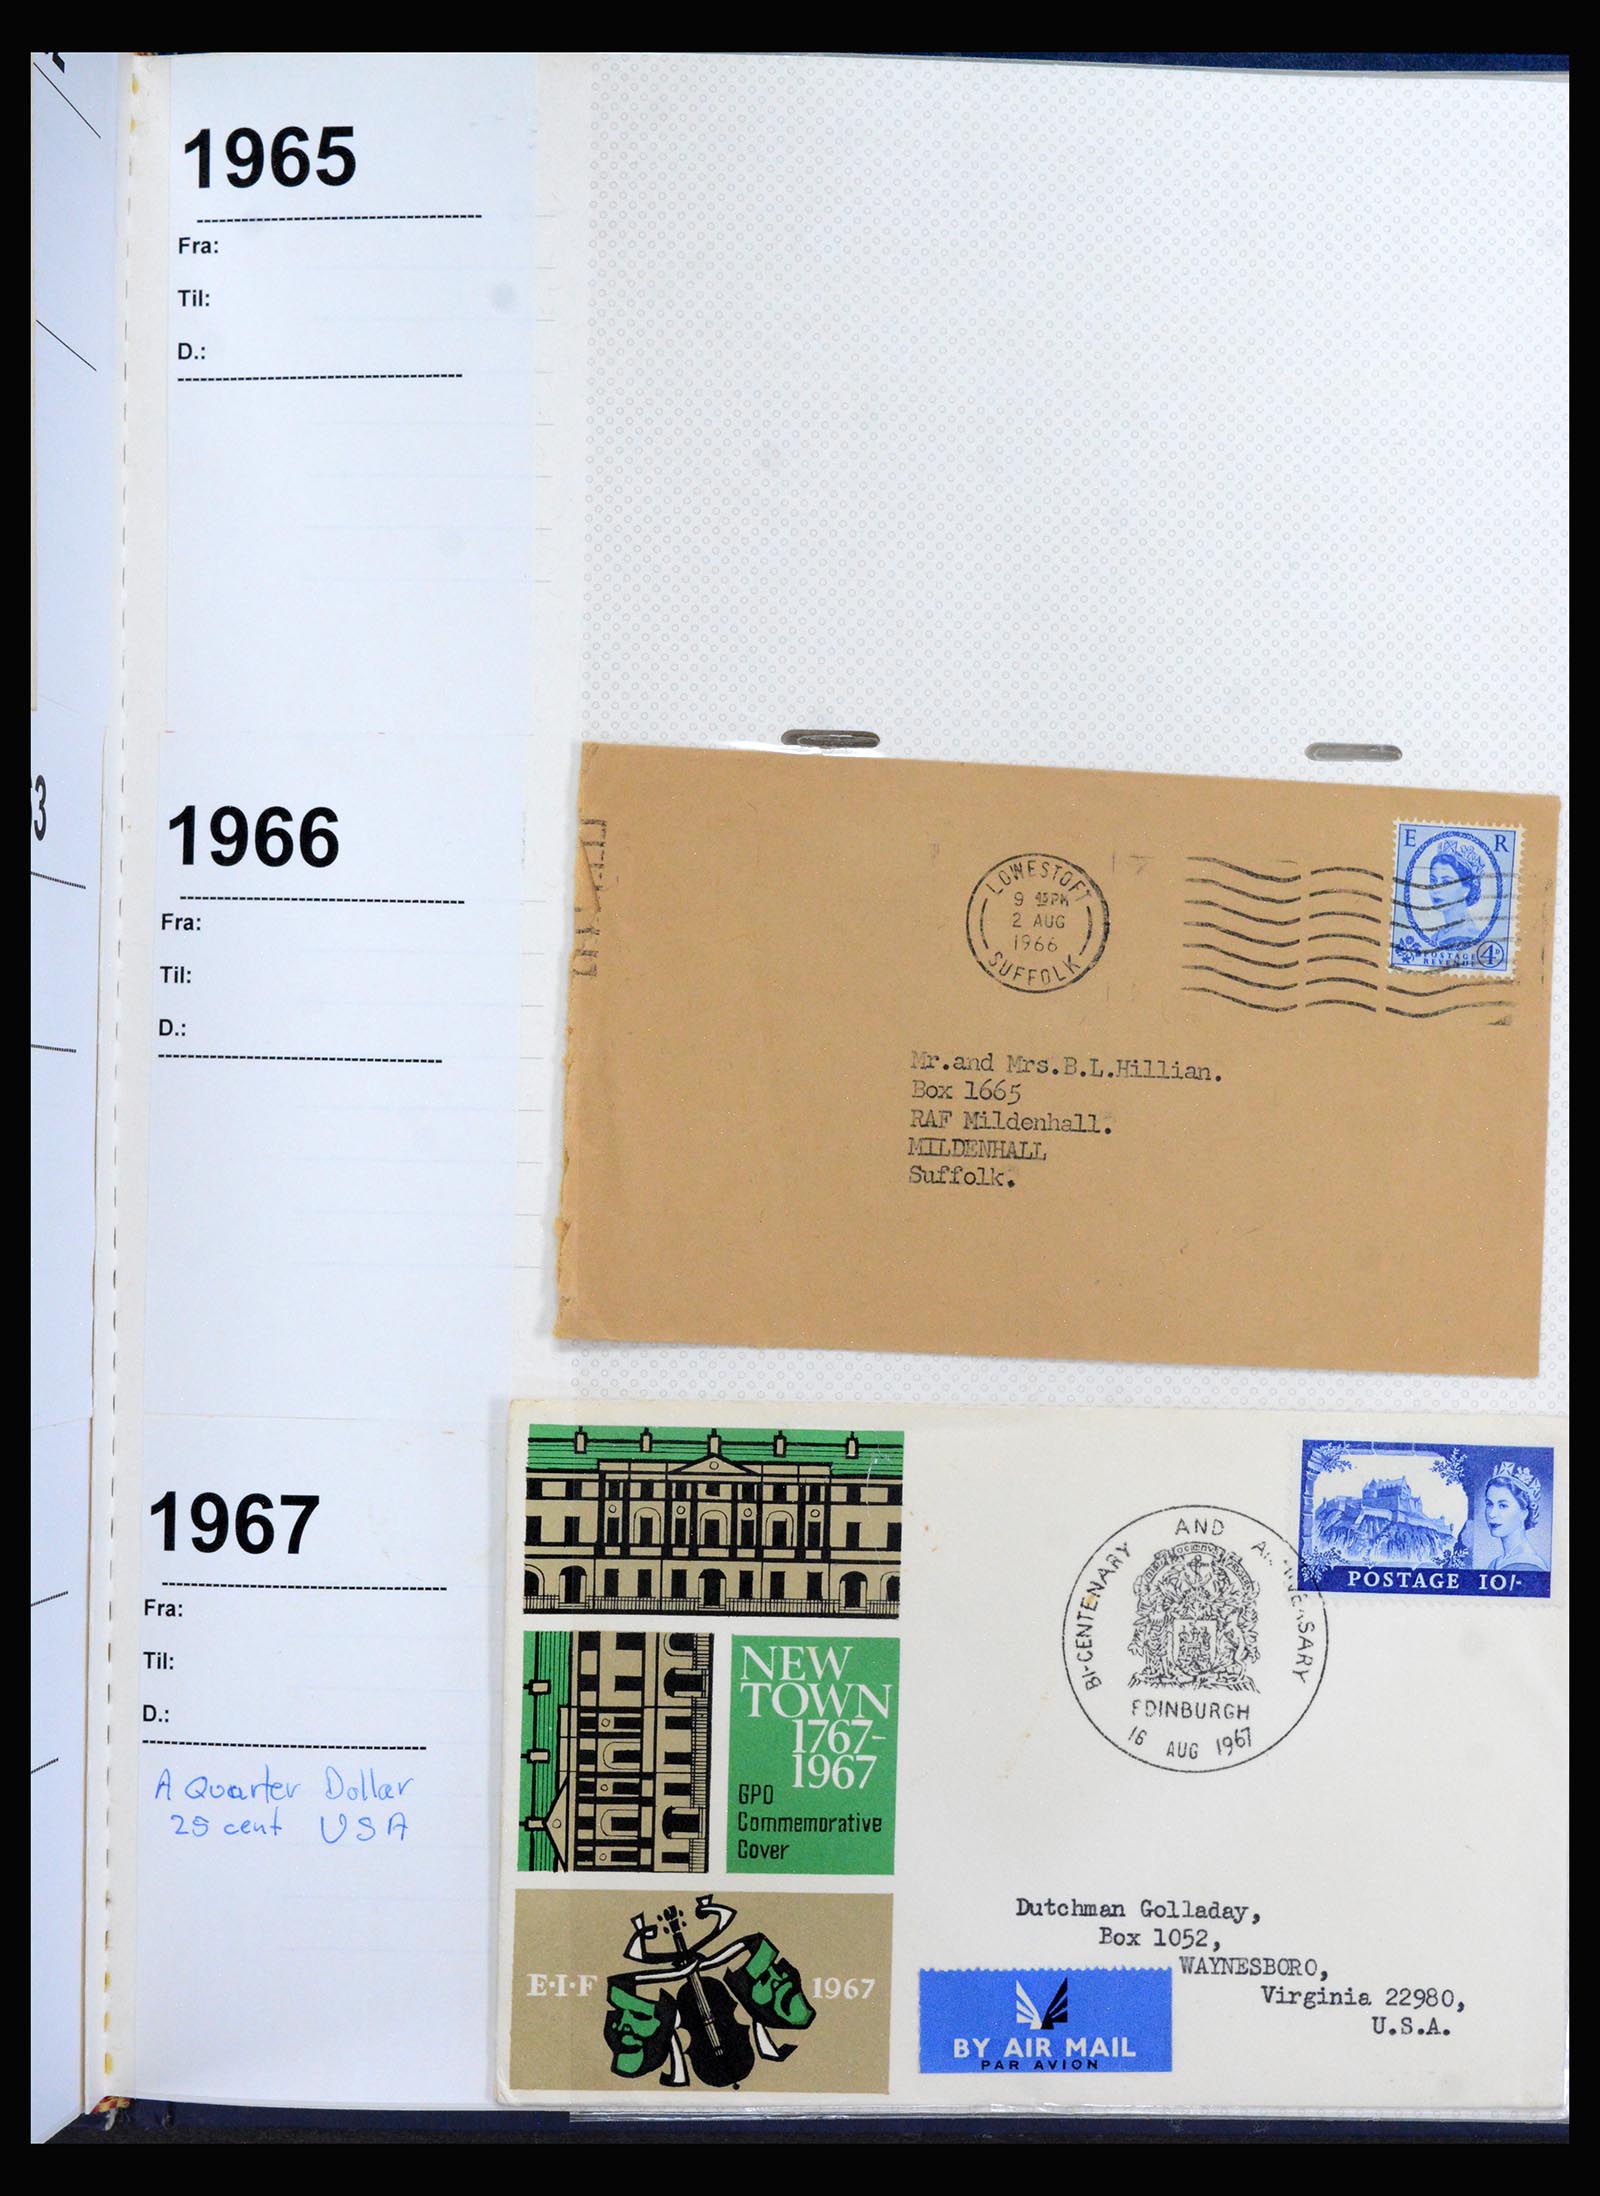 1965
Fra:
Til:
D.:
3
1966
Fra:
Til:
D.:
LOWESTOFT
9 45PM
2 AUG
1966
SUFFOLK
E R
POSTAGE
REVENUE
4D
Mr.and Mrs.B.L.Hillian.
Box 1665
RAF Mildenhall.
MILDENHALL
Suffolk.
1967
Fra:
Til:
D.:
A Quarter Dollar
25 cent USA
NEW
TOWN
1767-
1967
GPO
Commemorative
Cover
E·I·F 1967
BI-CENTENARY AND ANNIVERSARY
EDINBURGH
16 AUG 1967
POSTAGE 10/-
Dutchman Golladay,
Box 1052,
WAYNESBORO,
Virginia 22980,
U.S.A.
BY AIR MAIL
PAR AVION